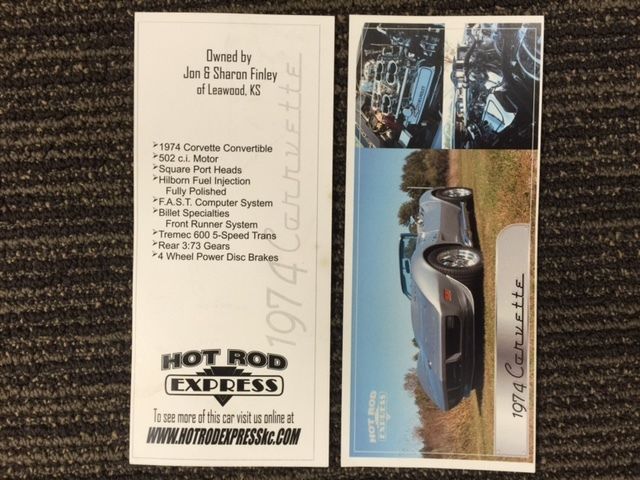 Owned by
Jon & Sharon Finley
of Leawood, KS
➢1974 Corvette Convertible
➢502 c.i. Motor
➢Square Port Heads
➢Hilborn Fuel Injection
Fully Polished
➢F.A.S.T. Computer System
➢Billet Specialties
Front Runner System
➢Tremec 600 5-Speed Trans
➢Rear 3:73 Gears
➢4 Wheel Power Disc Brakes
1974 Corvette
HOT ROD
EXPRESS
To see more of this car visit us online at
WWW.HOTRODEXPRESSKC.COM
HOT ROD
EXPRESS
1974 Corvette